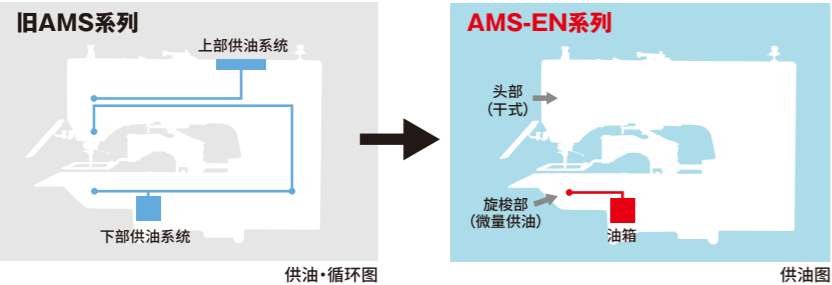 旧AMS系列
上部供油系统
下部供油系统
供油・循环图
AMS-EN系列
头部
（干式）
旋梭部
（微量供油）
油箱
供油图